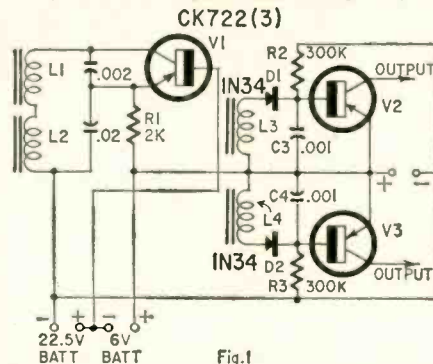 CK722(3)
V1
L1
.002
L2
.02
R1
2K
1N34
D1
R2
300K
L3
C3
.001
V2
OUTPUT
+ -
C4
.001
L4
1N34
D2
R3
300K
V3
OUTPUT
- + - +
22.5V
BATT
6V
BATT
Fig.1